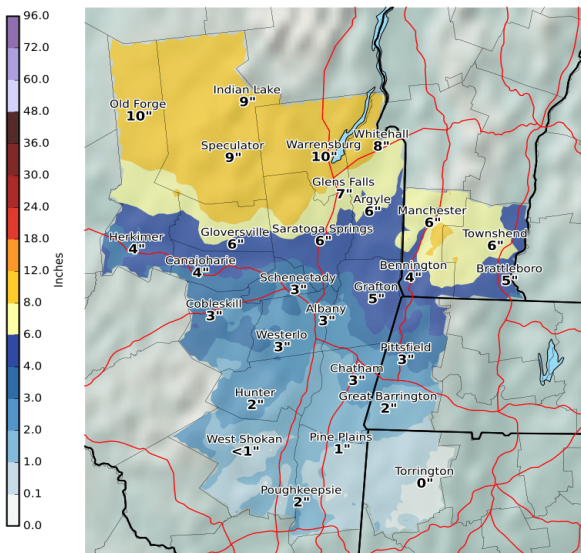 96.0
72.0
60.0
48.0
36.0
30.0
24.0
18.0
12.0
8.0
6.0
4.0
3.0
2.0
1.0
0.1
0.0
Inches
Old Forge
10"
Indian Lake
9"
Speculator
9"
Warrensburg
10"
Whitehall
8"
Glens Falls
7"
Argyle
6"
Manchester
6"
Townshend
6"
Herkimer
4"
Gloversville
6"
Saratoga Springs
6"
Canajoharie
4"
Schenectady
3"
Bennington
4"
Brattleboro
5"
Grafton
5"
Cobleskill
3"
Albany
3"
Westerlo
3"
Pittsfield
3"
Chatham
3"
Hunter
2"
Great Barrington
2"
West Shokan
<1"
Pine Plains
1"
Torrington
0"
Poughkeepsie
2"